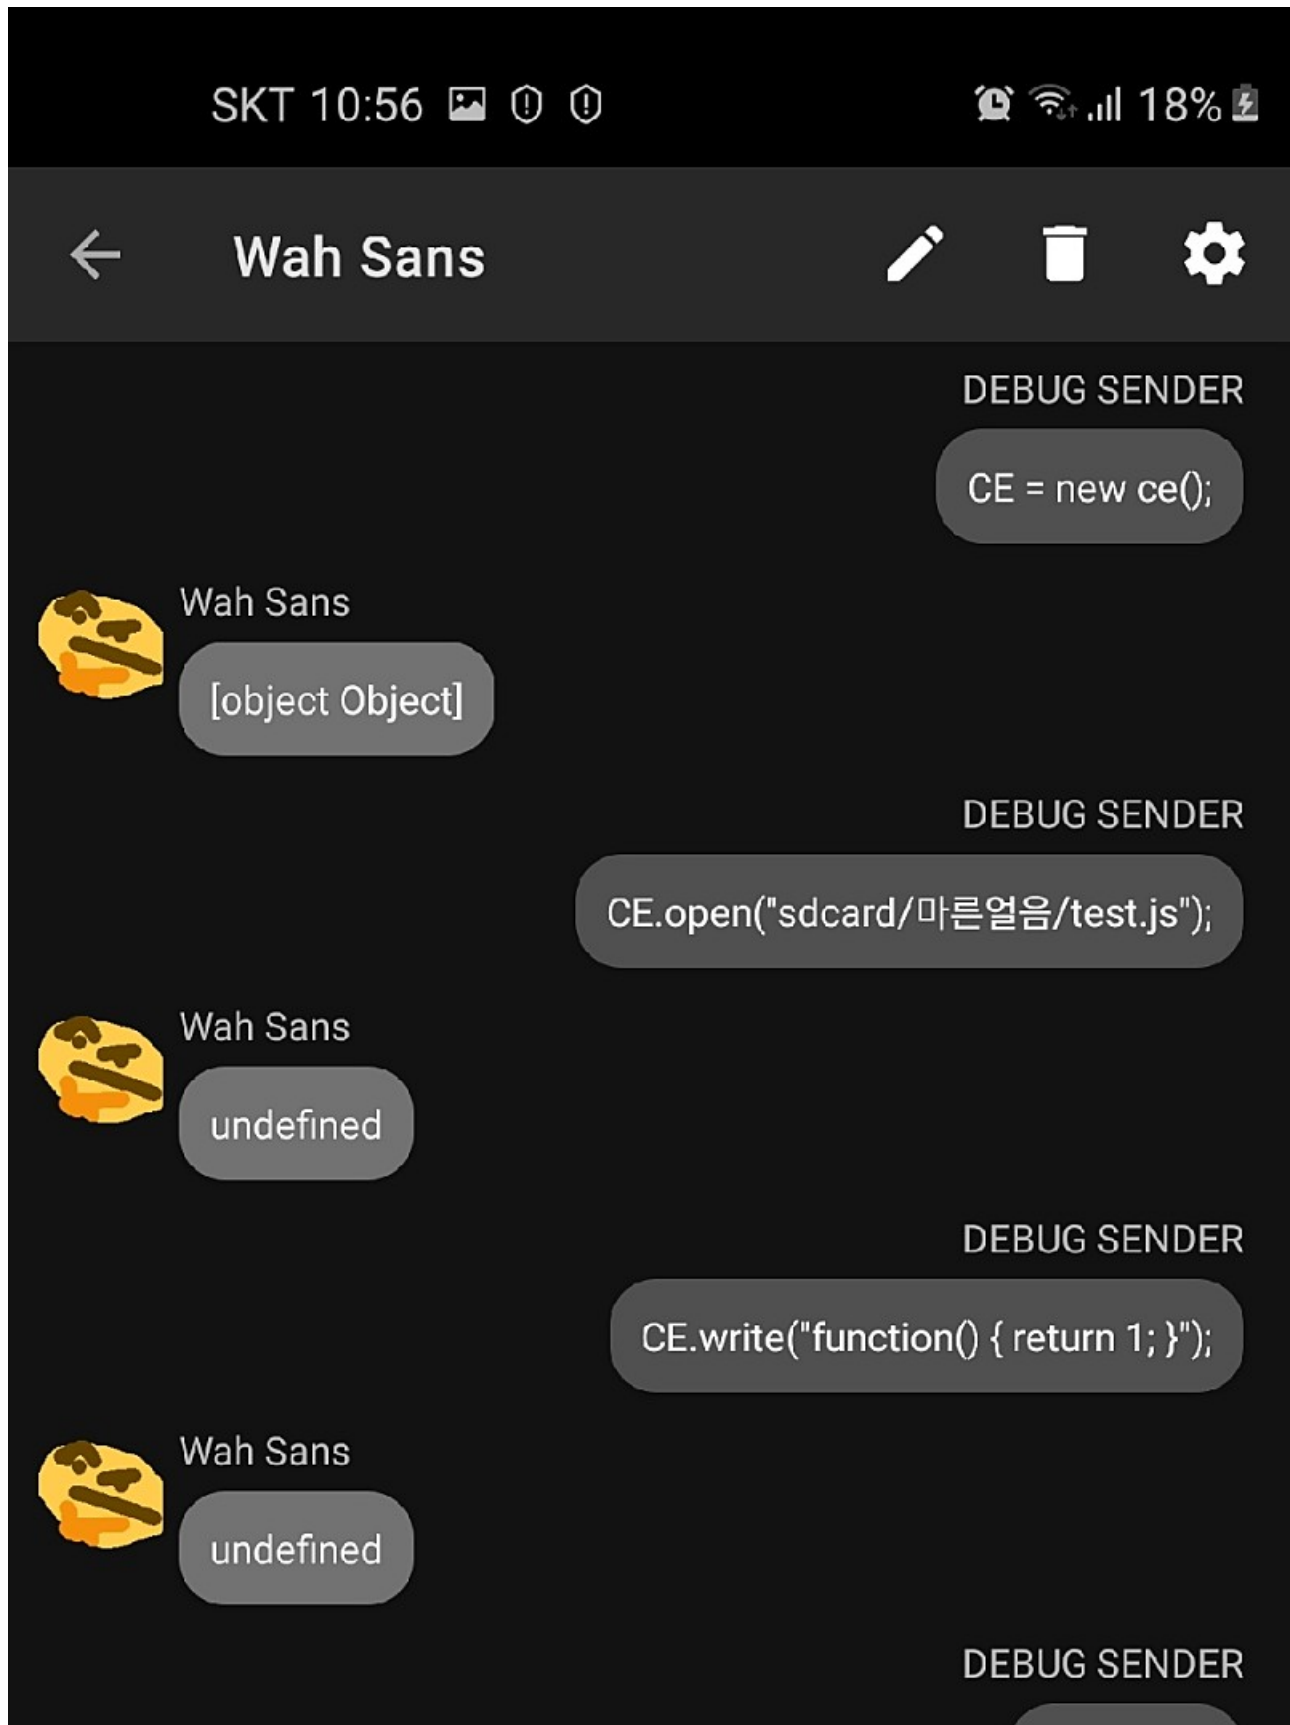 SKT 10:56 18%
Wah Sans
DEBUG SENDER
CE = new ce();
Wah Sans
[object Object]
DEBUG SENDER
CE.open("sdcard/마른얼음/test.js");
Wah Sans
undefined
DEBUG SENDER
CE.write("function() { return 1; }");
Wah Sans
undefined
DEBUG SENDER